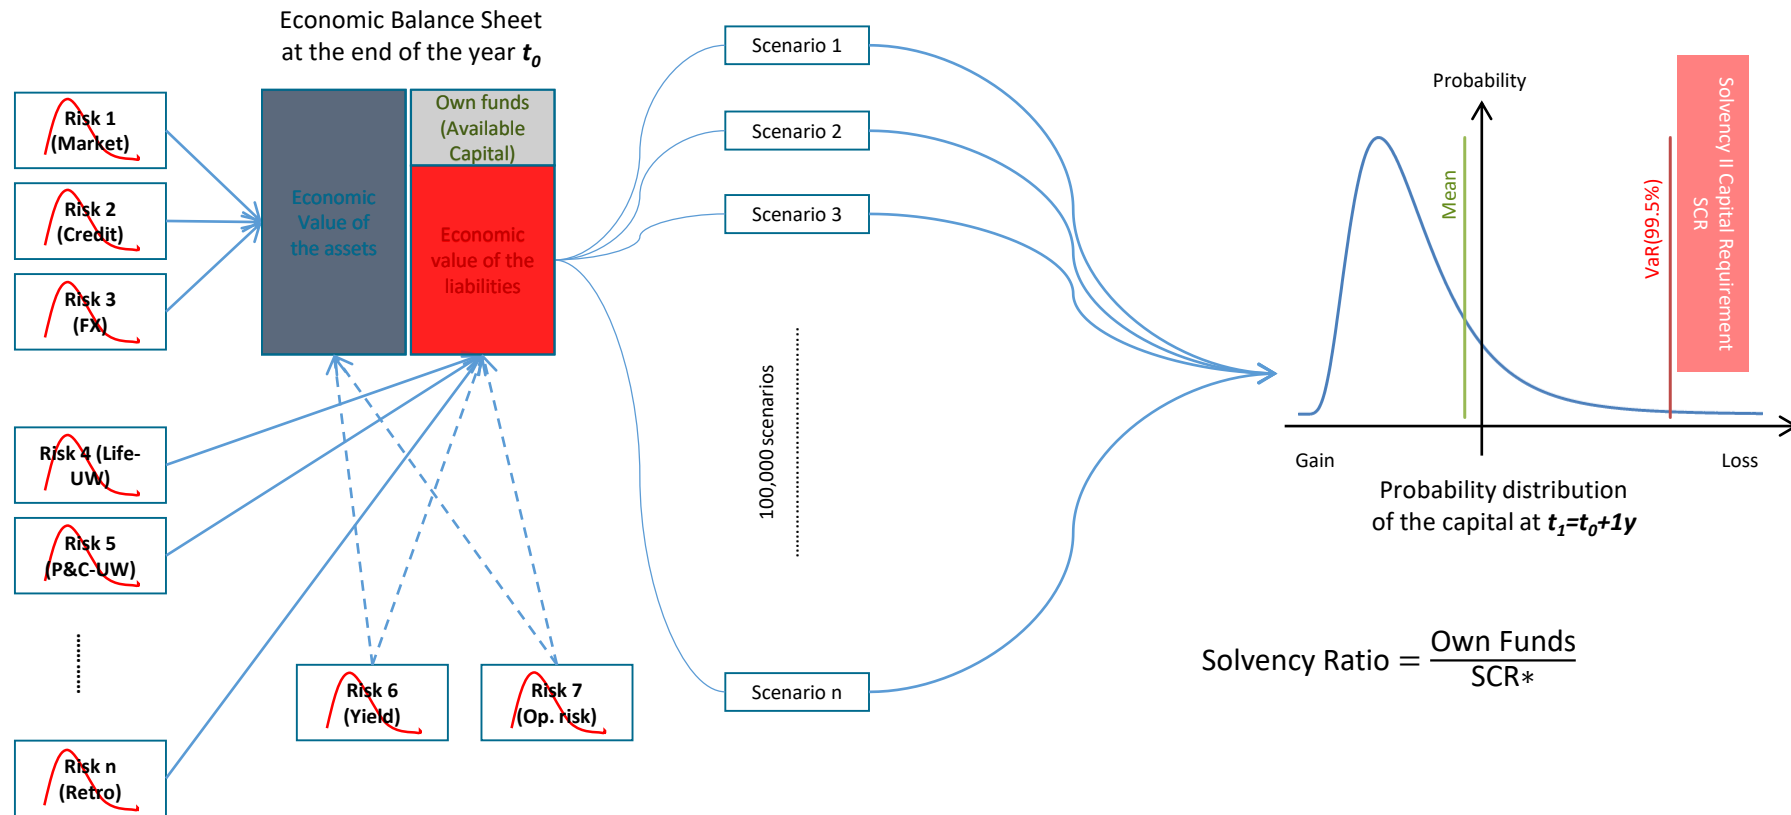 Economic Balance Sheet
at the end of the year t0
Risk 1
(Market)
Risk 2
(Credit)
Risk 3
(FX)
Risk 4 (Life-
UW)
Risk 5
(P&C-UW)
Risk n
(Retro)
Economic
Value of
the assets
Own funds
(Available
Capital)
Economic
value of the
liabilities
Risk 6
(Yield)
Risk 7
(Op. risk)
Scenario 1
Scenario 2
Scenario 3
100,000 scenarios
Scenario n
Probability
Mean
VaR(99.5%)
Solvency II Capital Requirement
SCR
Gain
Loss
Probability distribution
of the capital at t1=t0+1y
Solvency Ratio = Own Funds
SCR*